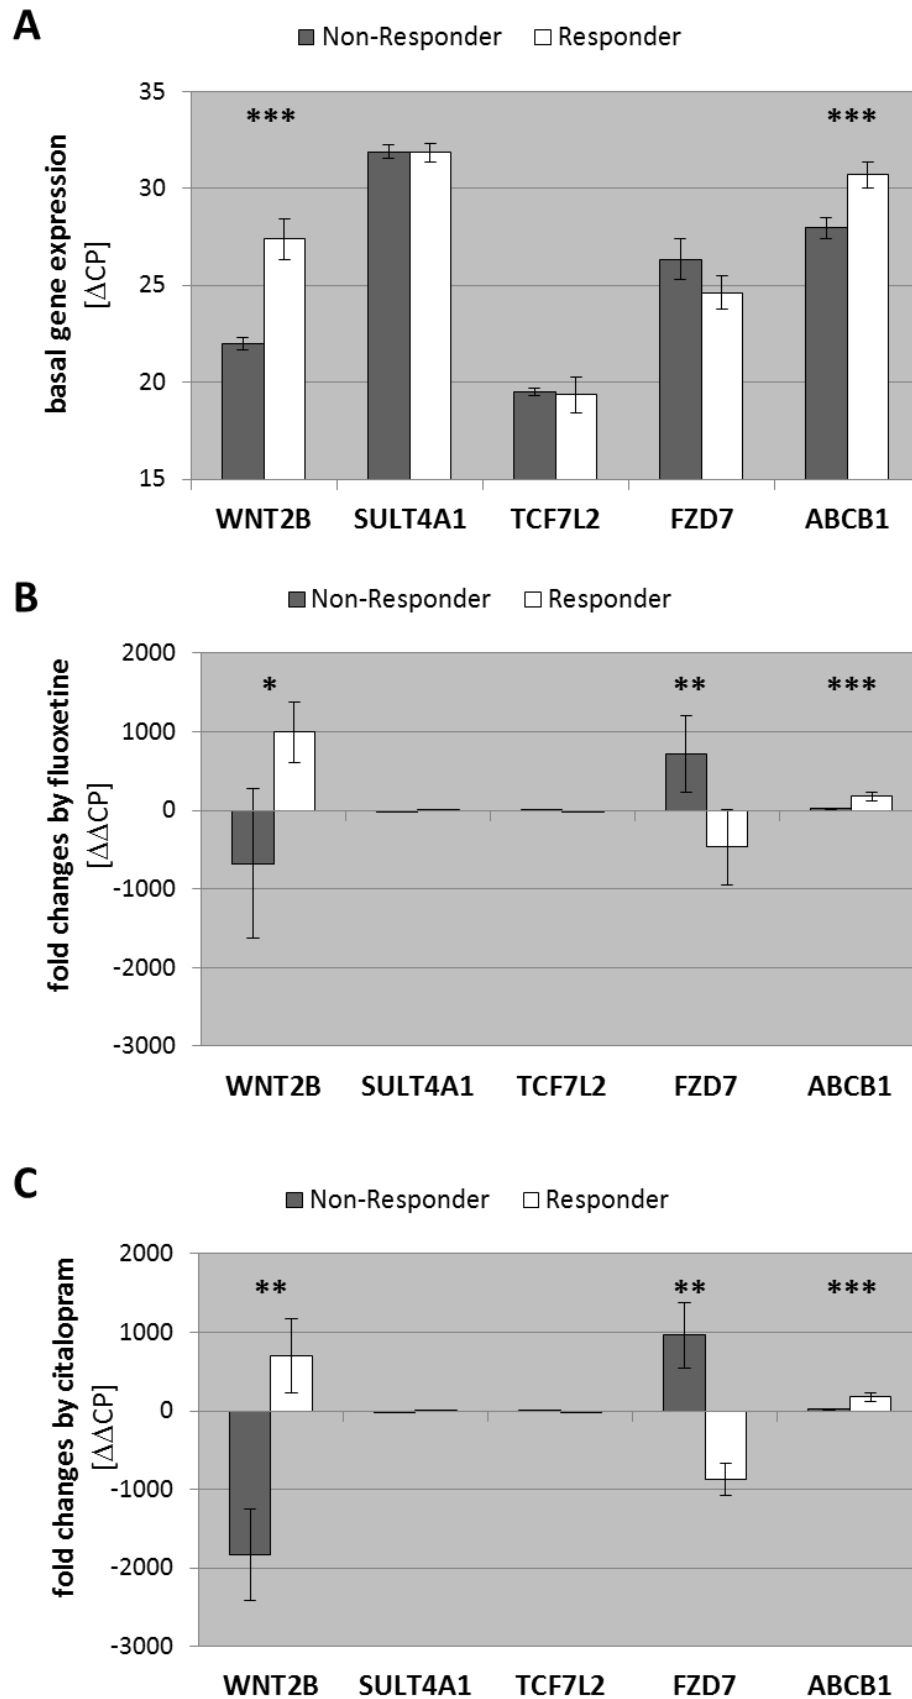 A
Non-Responder Responder
basal gene expression
[ΔCP]
35
30
25
20
15
*** ***
WNT2B SULT4A1 TCF7L2 FZD7 ABCB1
B
Non-Responder Responder
fold changes by fluoxetine
[ΔΔCP]
2000
1000
0
-1000
-2000
-3000
* ** ***
WNT2B SULT4A1 TCF7L2 FZD7 ABCB1
C
Non-Responder Responder
fold changes by citalopram
[ΔΔCP]
2000
1000
0
-1000
-2000
-3000
** ** ***
WNT2B SULT4A1 TCF7L2 FZD7 ABCB1